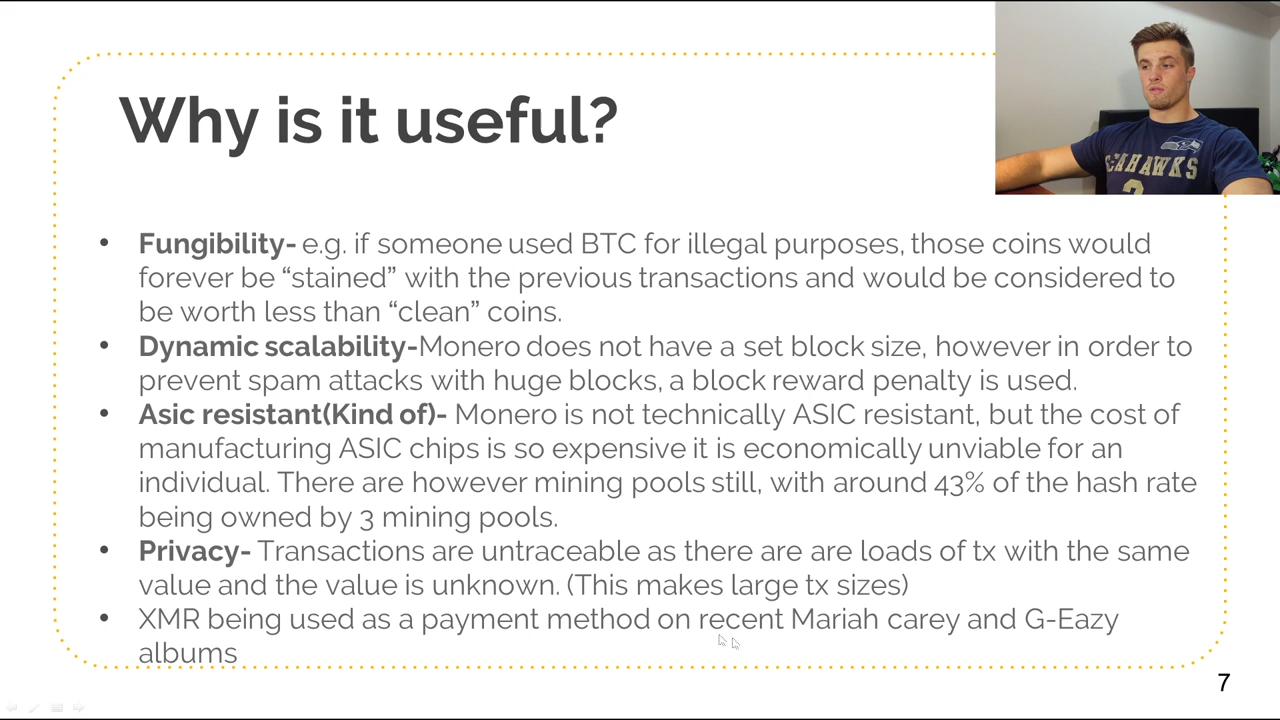 Why is it useful?
SEAHAWKS
• Fungibility- e.g. if someone used BTC for illegal purposes, those coins would
forever be “stained” with the previous transactions and would be considered to
be worth less than “clean” coins.
• Dynamic scalability-Monero does not have a set block size, however in order to
prevent spam attacks with huge blocks, a block reward penalty is used.
• Asic resistant(Kind of)- Monero is not technically ASIC resistant, but the cost of
manufacturing ASIC chips is so expensive it is economically unviable for an
individual. There are however mining pools still, with around 43% of the hash rate
being owned by 3 mining pools.
• Privacy- Transactions are untraceable as there are are loads of tx with the same
value and the value is unknown. (This makes large tx sizes)
• XMR being used as a payment method on recent Mariah carey and G-Eazy
albums
7